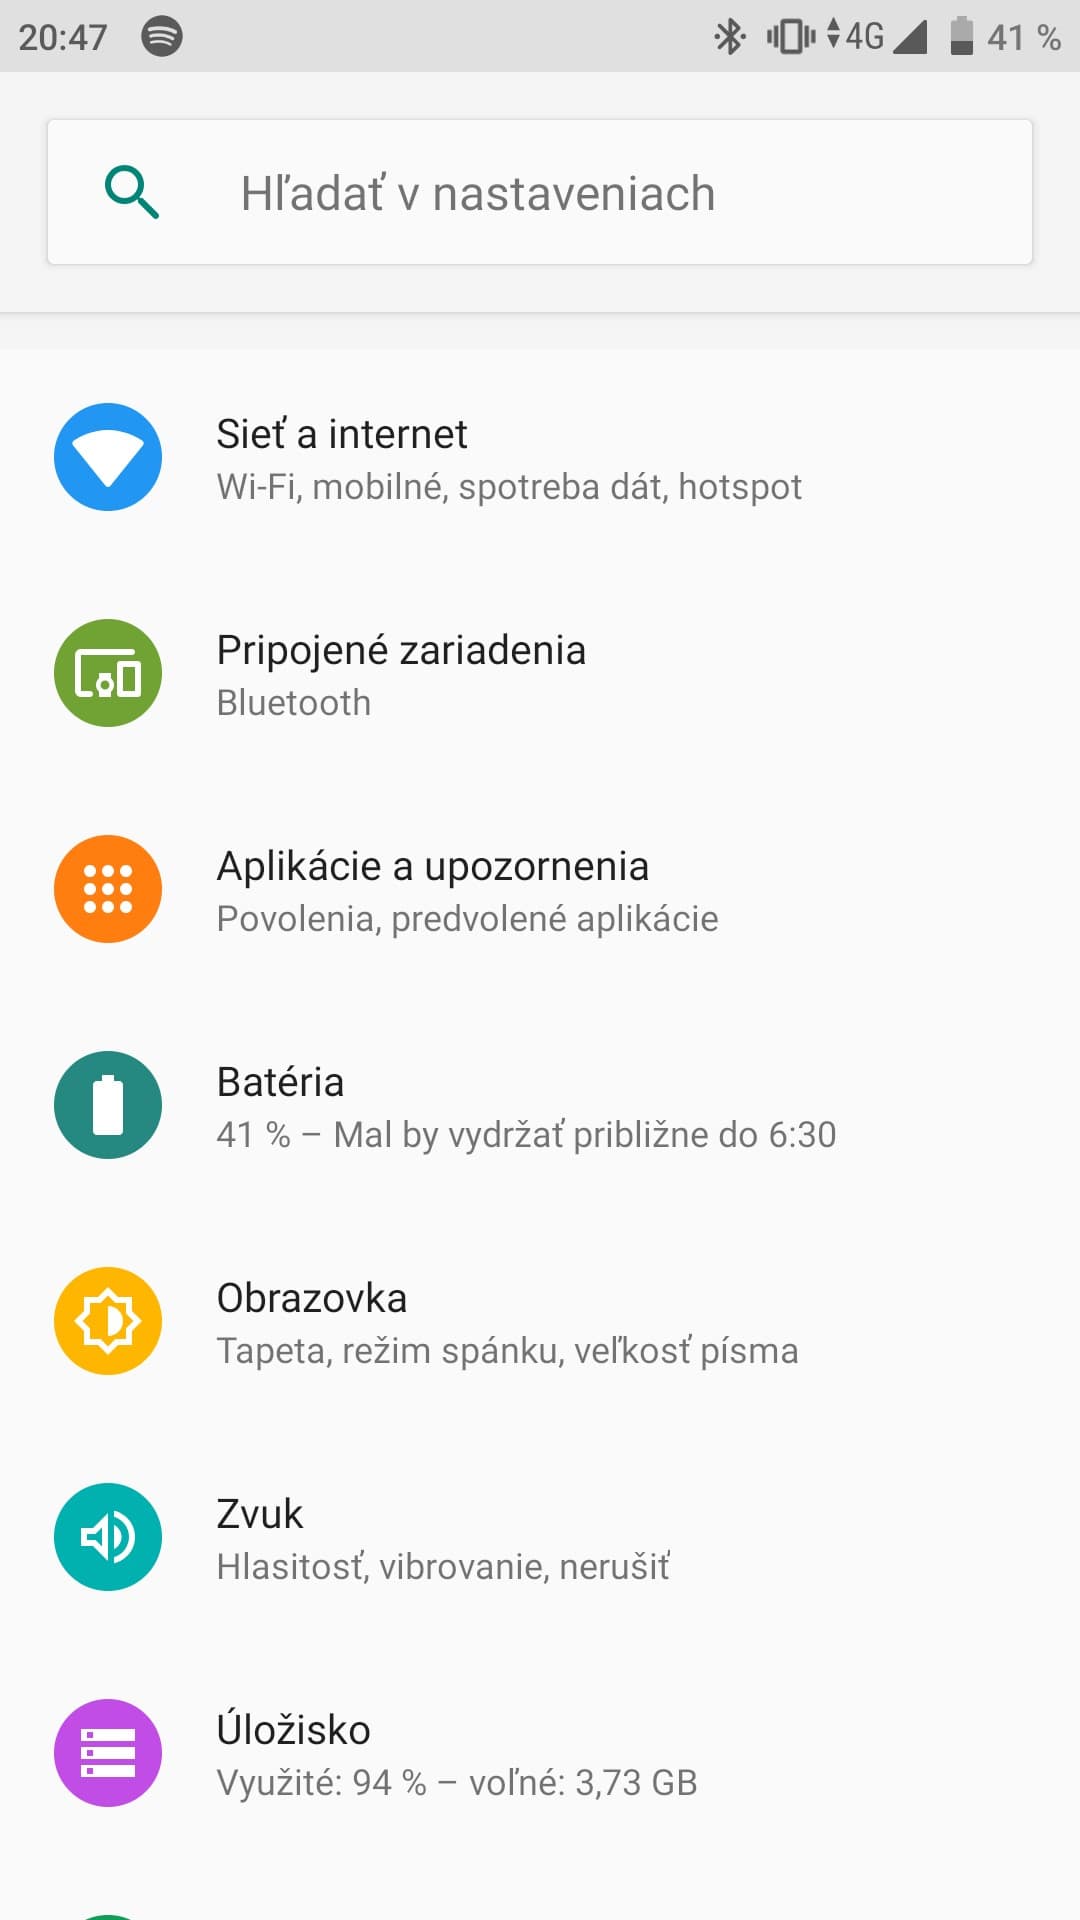 20:47 4G 41 %
Hľadať v nastaveniach
Sieť a internet
Wi-Fi, mobilné, spotreba dát, hotspot
Pripojené zariadenia
Bluetooth
Aplikácie a upozornenia
Povolenia, predvolené aplikácie
Batéria
41 % – Mal by vydržať približne do 6:30
Obrazovka
Tapeta, režim spánku, veľkosť písma
Zvuk
Hlasitosť, vibrovanie, nerušiť
Úložisko
Využité: 94 % – voľné: 3,73 GB